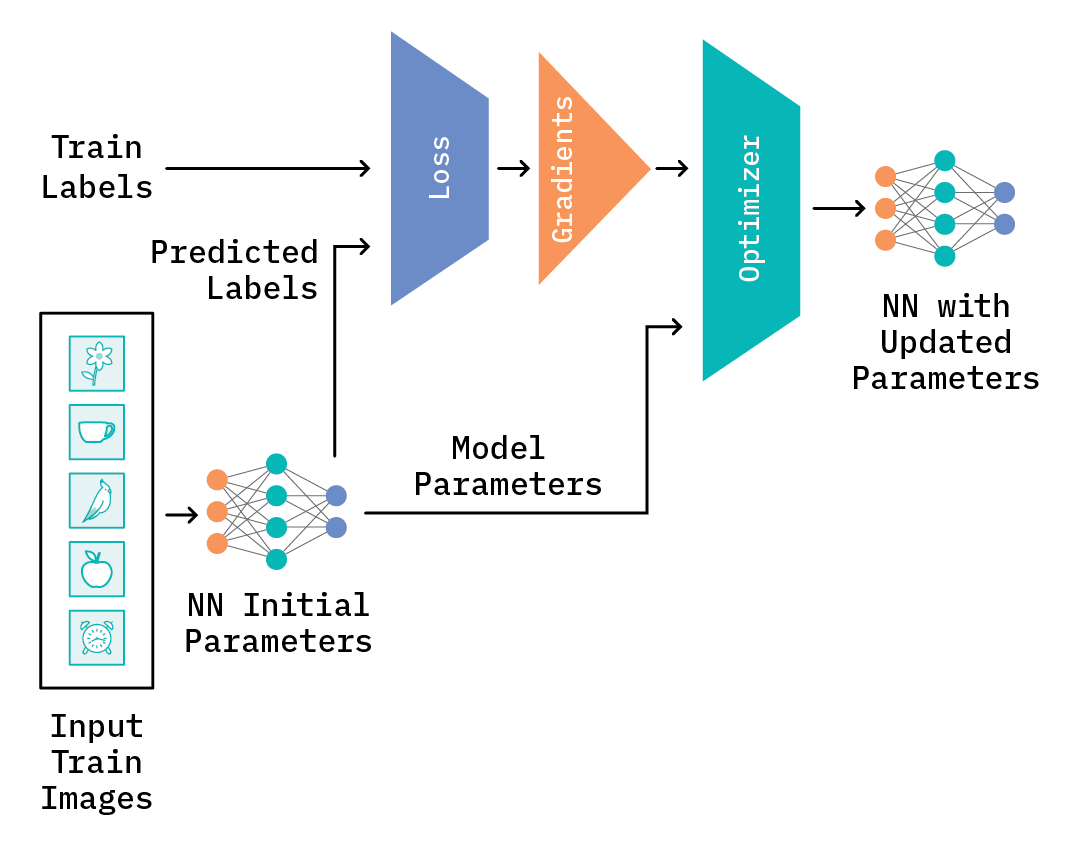 Train
Labels
Loss
Gradients
Optimizer
Predicted
Labels
NN with
Updated
Parameters
Model
Parameters
NN Initial
Parameters
Input
Train
Images